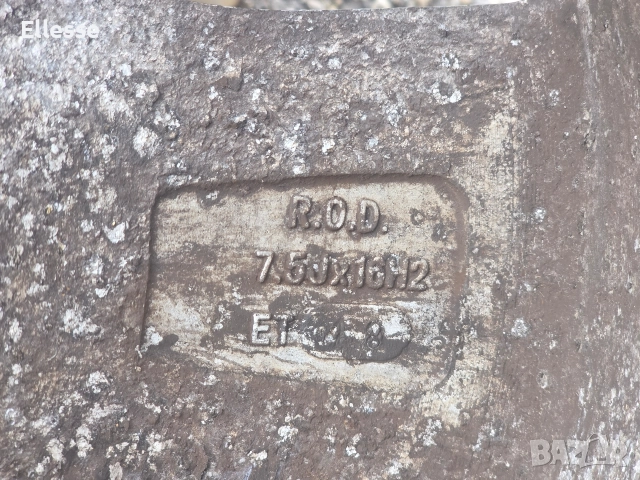 Ellesse
R.O.D.
7.5Jx16H2
ET
BAZAR